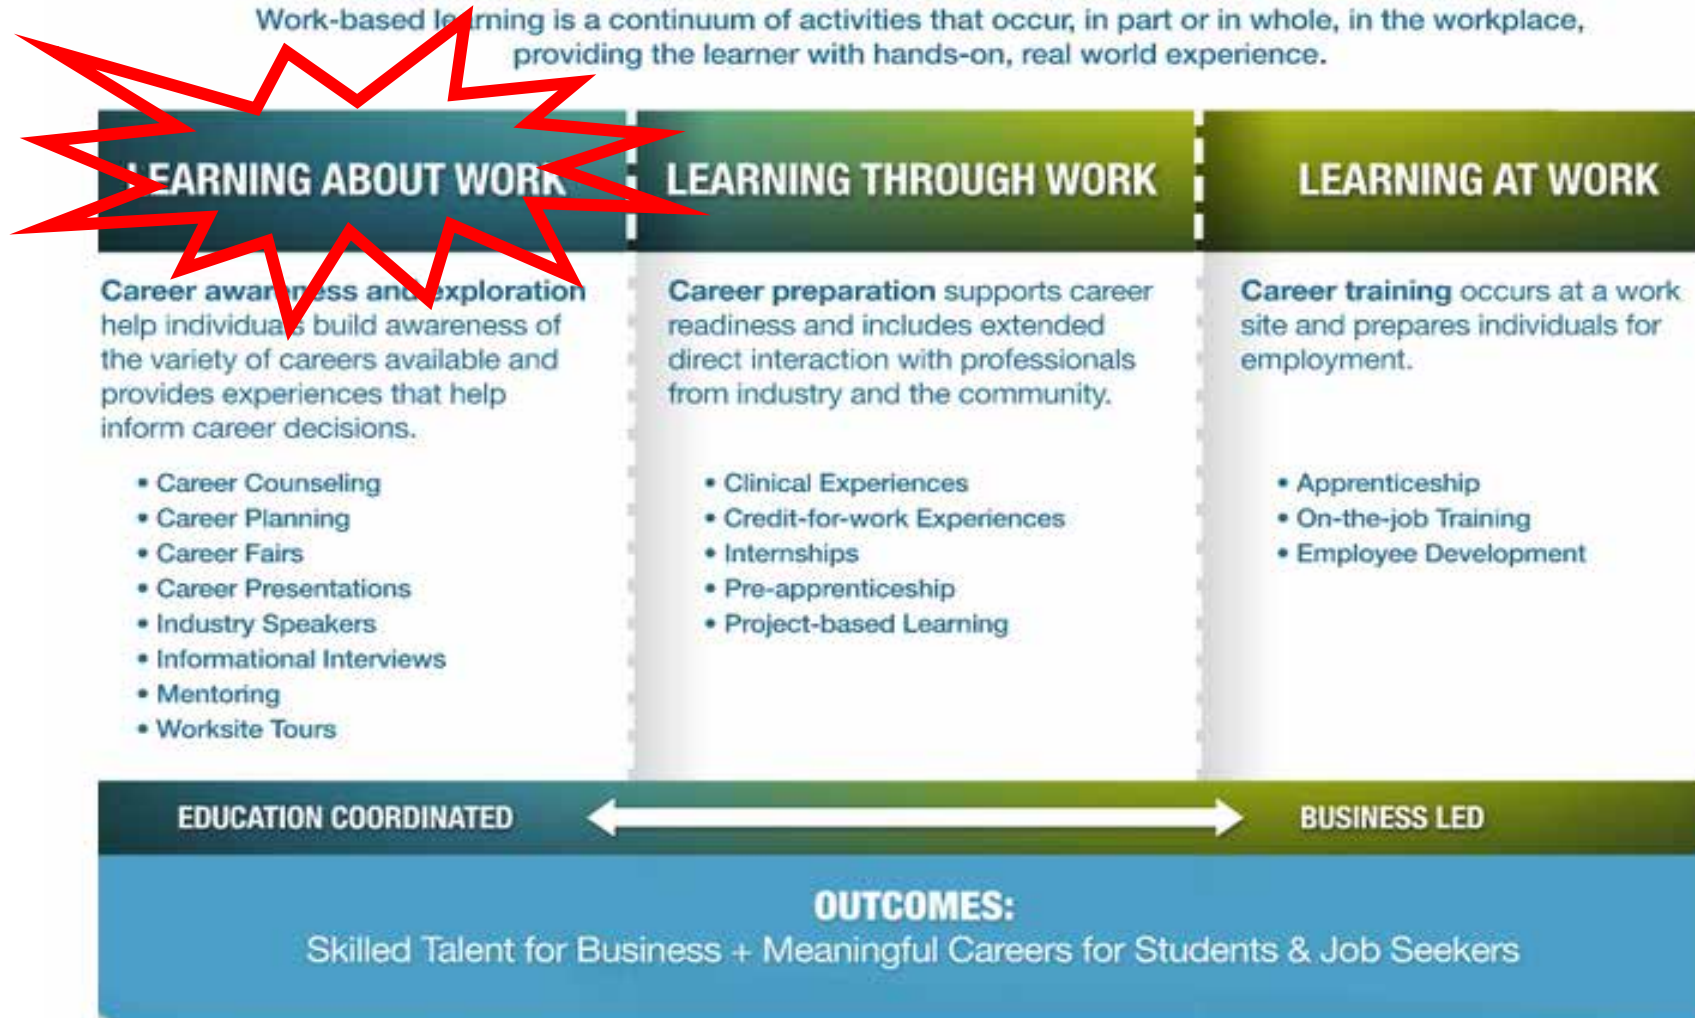 Work-based learning is a continuum of activities that occur, in part or in whole, in the workplace,
providing the learner with hands-on, real world experience.
LEARNING ABOUT WORK
Career awareness and exploration
help individuals build awareness of
the variety of careers available and
provides experiences that help
inform career decisions.
• Career Counseling
• Career Planning
• Career Fairs
• Career Presentations
• Industry Speakers
• Informational Interviews
• Mentoring
• Worksite Tours
LEARNING THROUGH WORK
Career preparation supports career
readiness and includes extended
direct interaction with professionals
from industry and the community.
• Clinical Experiences
• Credit-for-work Experiences
• Internships
• Pre-apprenticeship
• Project-based Learning
LEARNING AT WORK
Career training occurs at a work
site and prepares individuals for
employment.
• Apprenticeship
• On-the-job Training
• Employee Development
EDUCATION COORDINATED
BUSINESS LED
OUTCOMES:
Skilled Talent for Business + Meaningful Careers for Students & Job Seekers